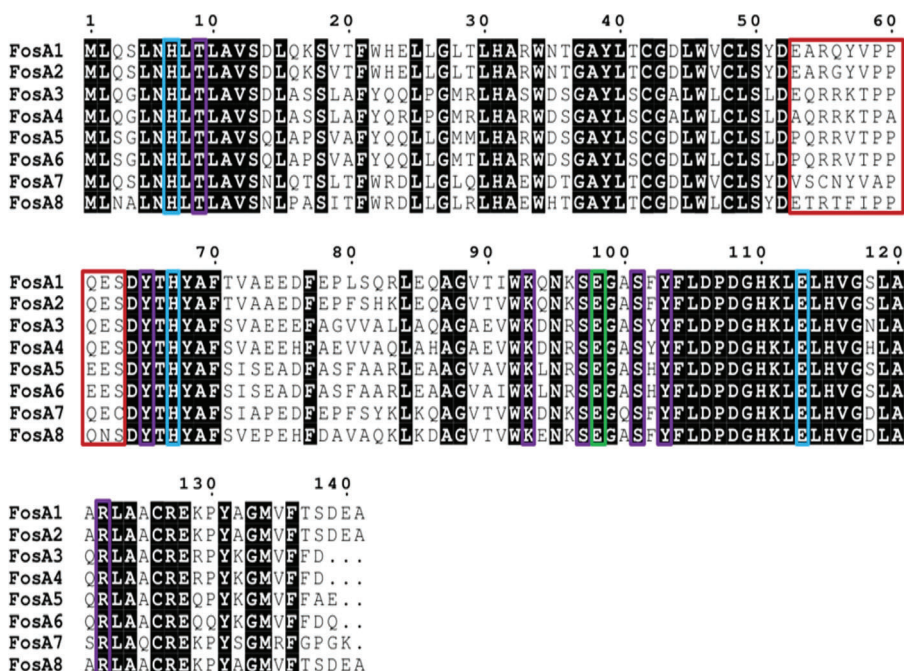 1 10 20 30 40 50 60
FosA1 MLQSLNHLTLAVSDLQKSVTFWHELLGLTLHARWNTGAYLTCGDLWVCLSYDEARQYVPP
FosA2 MLQSLNHLTLAVSDLQKSVTFWHELLGLTLHARWNTGAYLTCGDLWVCLSYDEARGYVPP
FosA3 MLQGLNHLTLAVSDLASSLAFYQQLPGMRLHASWDSGAYLSCGALWLCLSLDEQRRKTPP
FosA4 MLQGLNHLTLAVSDLASSLAFYQRLPGMRLHASWDSGAYLSCGALWLCLSLDAQRRKTPA
FosA5 MLSGLNHLTLAVSQLAPSVAFYQQLLGMMLHARWDSGAYLSCGDLWLCLSLDPQRRVTPP
FosA6 MLSGLNHLTLAVSQLAPSVAFYQQLLGMTLHARWDSGAYLSCGDLWLCLSLDPQRRVTPP
FosA7 MLQSLNHLTLAVSNLQTSLTFWRDLLGLQLHAEWDTGAYLTCGDLWVCLSYDVSCNYVAP
FosA8 MLNALNHLTLAVSNLPASITFWRDLLGLRLHAEWHTGAYLTCGDLWLCLSYDETRTFIPP
70 80 90 100 110 120
FosA1 QESDYTHYAFTVAEEDFEPLSQRLEQAGVTIWKQNKSEGASFYFLDPDGHKLELHVGSLA
FosA2 QESDYTHYAFTVAAEDFEPFSHKLEQAGVTVWKQNKSEGASFYFLDPDGHKLELHVGSLA
FosA3 QESDYTHYAFSVAEEEFAGVVALLAQAGAEVWKDNRSEGASYYFLDPDGHKLELHVGNLA
FosA4 QESDYTHYAFSVAEEHFAEVVAQLAHAGAEVWKDNRSEGASYYFLDPDGHKLELHVGHLA
FosA5 EESDYTHYAFSISEADFASFAARLEAAGVAVWKLNRSEGASHYFLDPDGHKLELHVGSLA
FosA6 EESDYTHYAFSISEADFASFAARLEAAGVAIWKLNRSEGASHYFLDPDGHKLELHVGSLA
FosA7 QECDYTHYAFSIAPEDFEPFSYKLKQAGVTVWKDNKSEGQSFYFLDPDGHKLELHVGDLA
FosA8 QNSDYTHYAFSVEPEHFDAVAQKLKDAGVTVWKENKSEGASFYFLDPDGHKLELHVGDLA
130 140
FosA1 ARLAACREKPYAGMVFTSDEA
FosA2 ARLAACREKPYAGMVFTSDEA
FosA3 QRLAACRERPYKGMVFFD...
FosA4 QRLAACRERPYKGMVFFD...
FosA5 QRLAACREQPYKGMVFFAE..
FosA6 QRLAACREQQYKGMVFFDQ..
FosA7 SRLAQCREKPYSGMRFGPGK.
FosA8 ARLAACREKPYAGMVFTSDEA